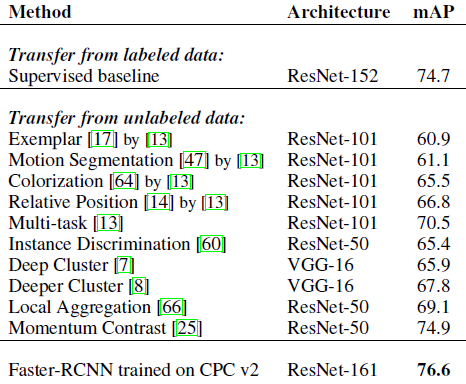 Method Architecture mAP
Transfer from labeled data:
Supervised baseline ResNet-152 74.7
Transfer from unlabeled data:
Exemplar [17] by [13] ResNet-101 60.9
Motion Segmentation [47] by [13] ResNet-101 61.1
Colorization [64] by [13] ResNet-101 65.5
Relative Position [14] by [13] ResNet-101 66.8
Multi-task [13] ResNet-101 70.5
Instance Discrimination [60] ResNet-50 65.4
Deep Cluster [7] VGG-16 65.9
Deeper Cluster [8] VGG-16 67.8
Local Aggregation [66] ResNet-50 69.1
Momentum Contrast [25] ResNet-50 74.9
Faster-RCNN trained on CPC v2 ResNet-161 76.6